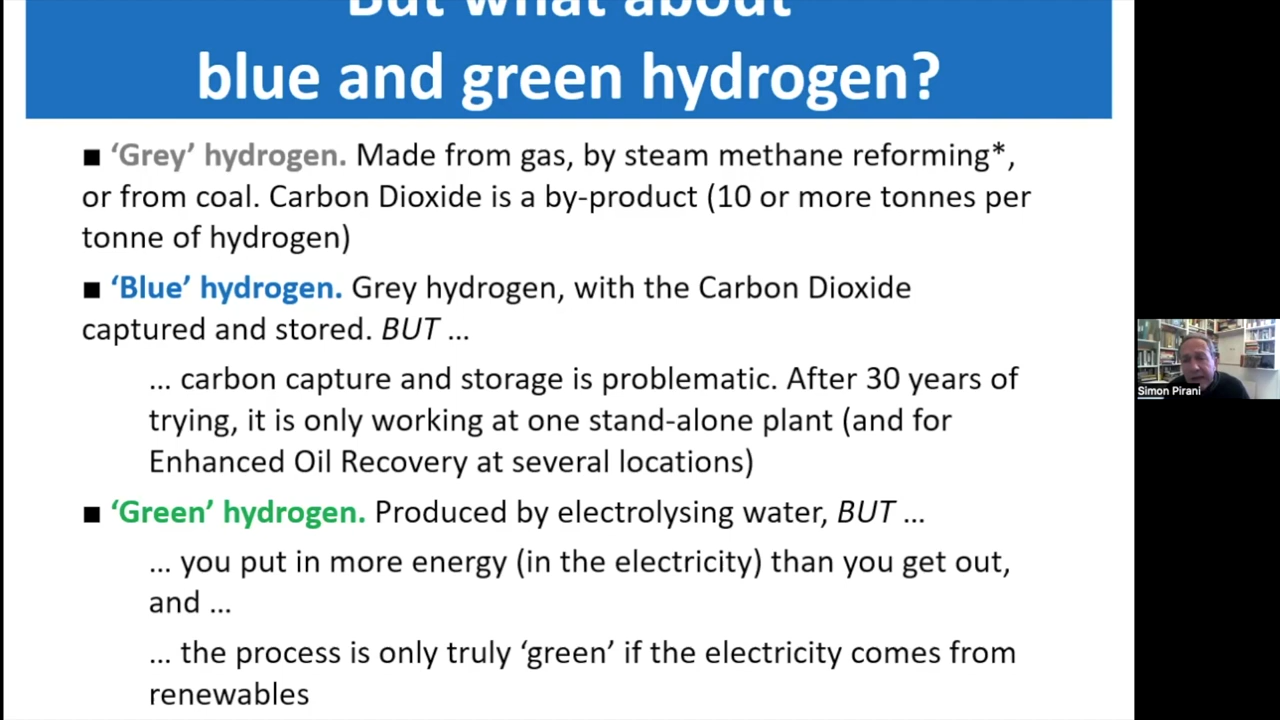 But what about
blue and green hydrogen?
■ ‘Grey’ hydrogen. Made from gas, by steam methane reforming*,
or from coal. Carbon Dioxide is a by-product (10 or more tonnes per
tonne of hydrogen)
■ ‘Blue’ hydrogen. Grey hydrogen, with the Carbon Dioxide
captured and stored. BUT ...
... carbon capture and storage is problematic. After 30 years of
trying, it is only working at one stand-alone plant (and for
Enhanced Oil Recovery at several locations)
■ ‘Green’ hydrogen. Produced by electrolysing water, BUT ...
... you put in more energy (in the electricity) than you get out,
and ...
... the process is only truly ‘green’ if the electricity comes from
renewables
Simon Pirani